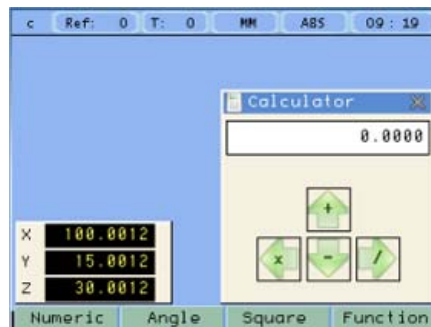 c Ref: 0 T: 0 MM ABS 09 : 19
Calculator
0.0000
+
x - /
X 100.0012
Y 15.0012
Z 30.0012
Numeric Angle Square Function